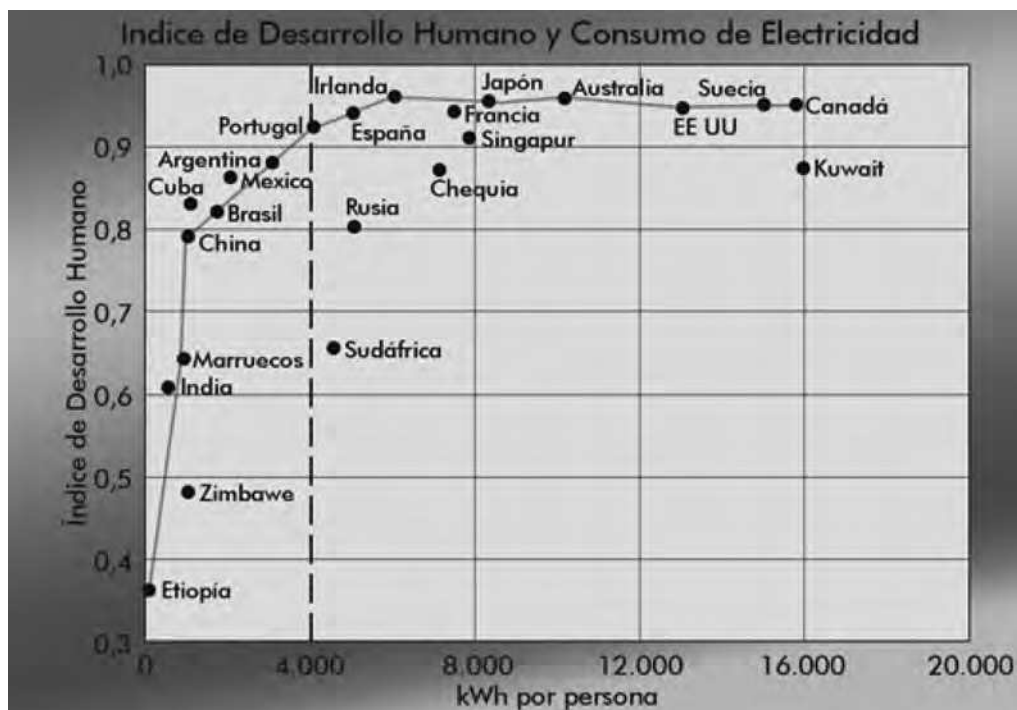 Indice de Desarrollo Humano y Consumo de Electricidad
Índice de Desarrollo Humano
1,0
0,9
0,8
0,7
0,6
0,5
0,4
0,3
Irlanda
Japón
Australia
Suecia
Canadá
Portugal
España
Francia
EE UU
Singapur
Argentina
Mexico
Chequia
Kuwait
Cuba
Brasil
Rusia
China
Marruecos
Sudáfrica
India
Zimbawe
Etiopía
0
4.000
8.000
12.000
16.000
20.000
kWh por persona